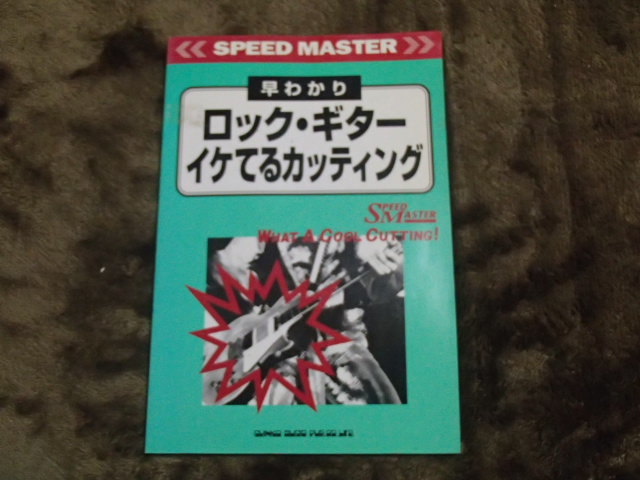 SPEED MASTER
早わかり
ロック・ギター
イケてるカッティング
SPEED
MASTER
WHAT A COOL CUTTING!